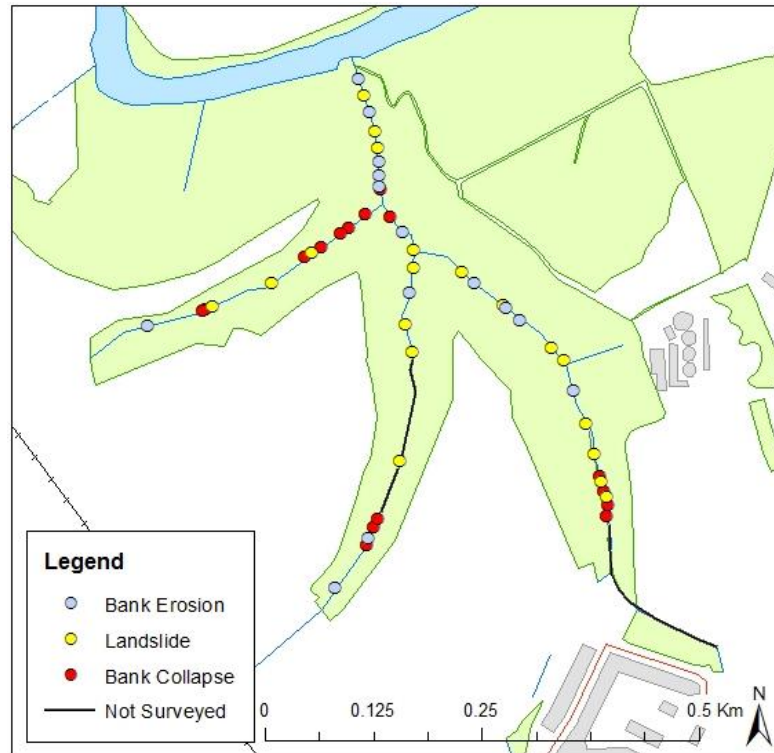 Legend
Bank Erosion
Landslide
Bank Collapse
Not Surveyed
0 0.125 0.25 0.5 Km
N